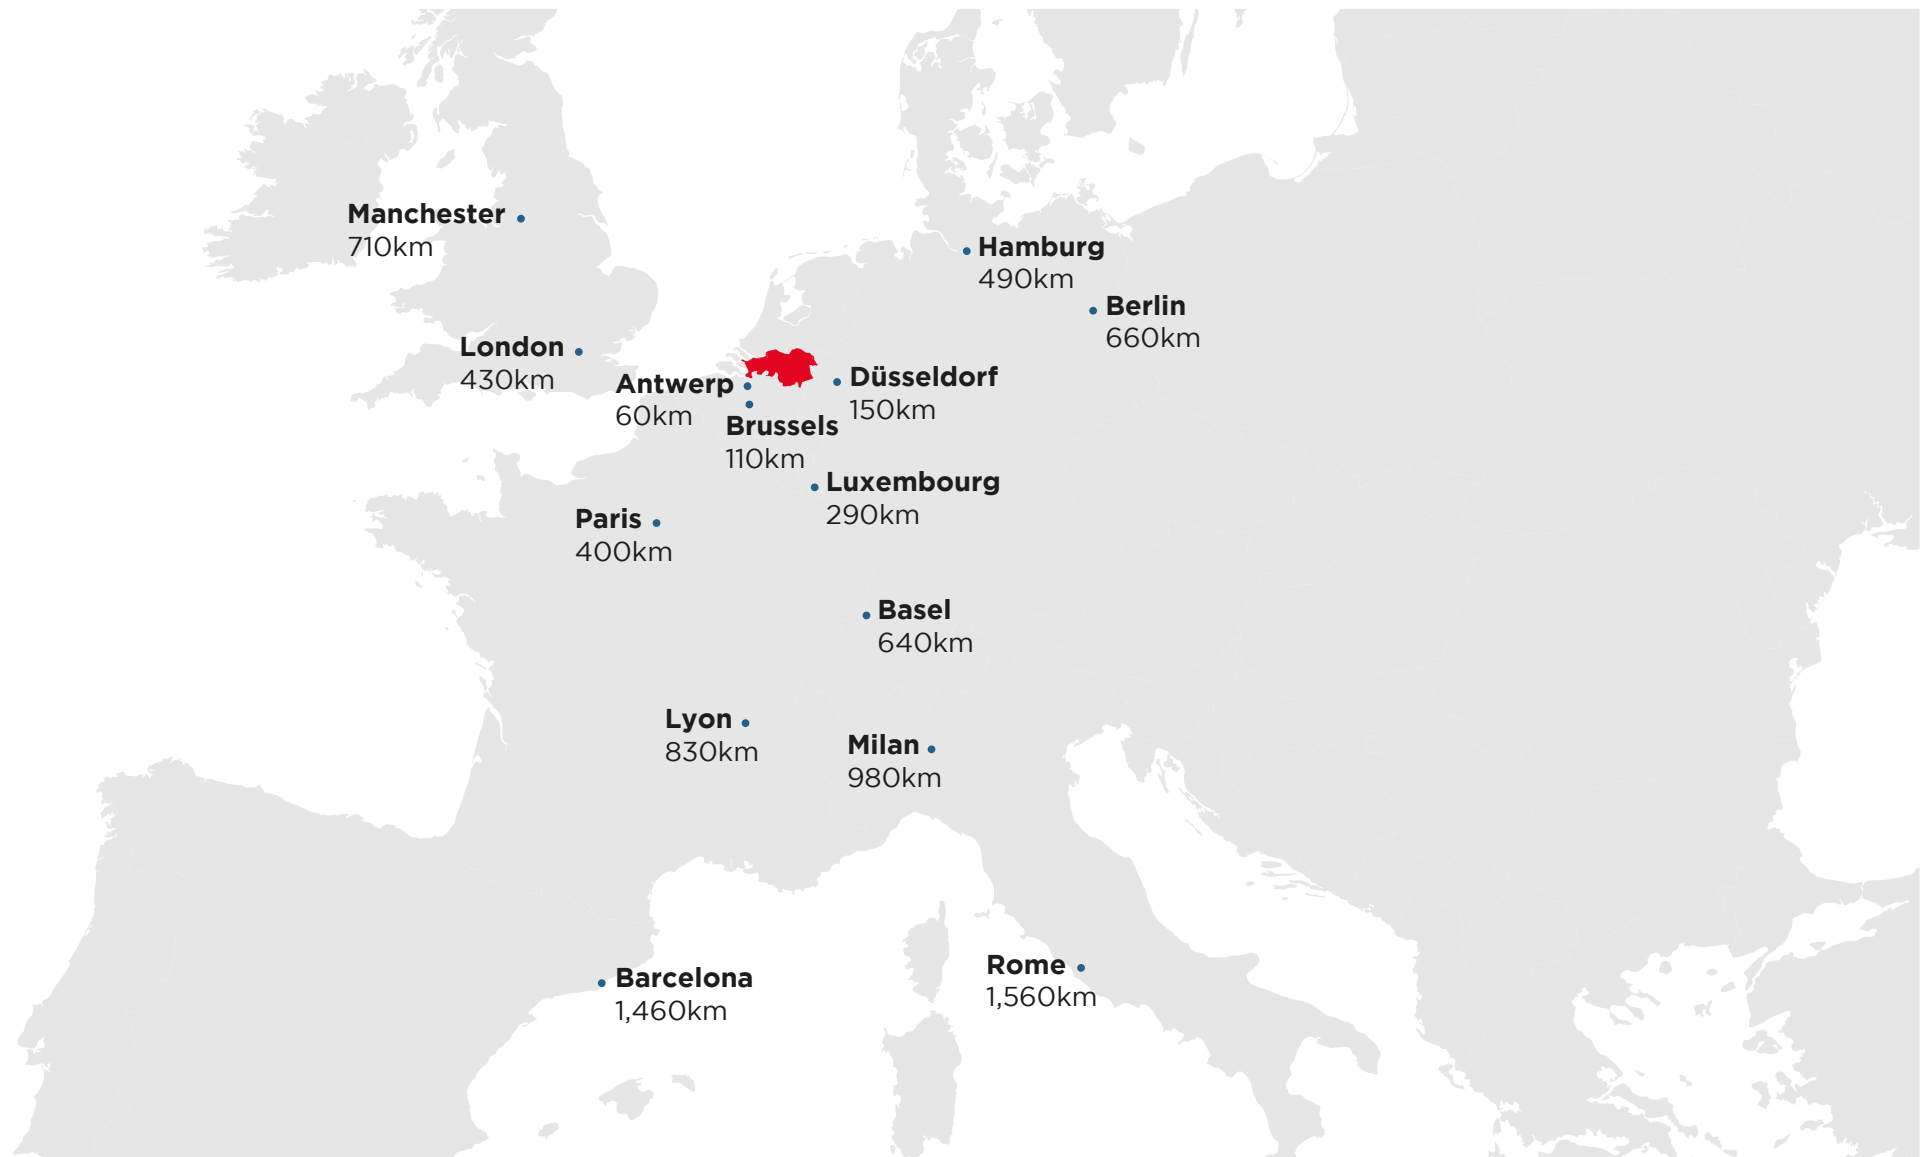 Manchester
710km
Hamburg
490km
Berlin
660km
London
430km
Antwerp
60km
Düsseldorf
150km
Brussels
110km
Luxembourg
290km
Paris
400km
Basel
640km
Lyon
830km
Milan
980km
Rome
1,560km
Barcelona
1,460km